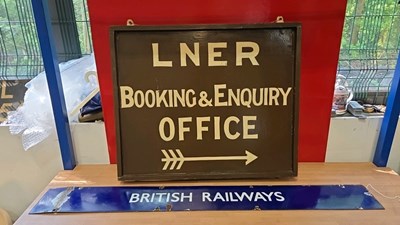 LNER
BOOKING & ENQUIRY
OFFICE
BRITISH RAILWAYS